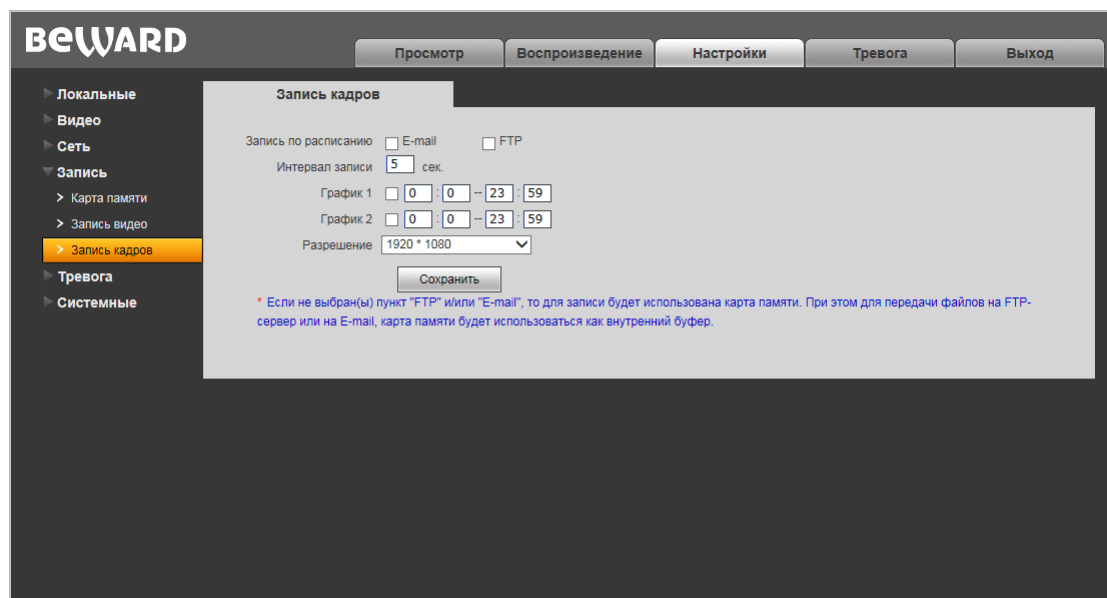 BEWARD
Просмотр Воспроизведение Настройки Тревога Выход
Локальные
Видео
Сеть
Запись
Карта памяти
Запись видео
Запись кадров
Тревога
Системные
Запись кадров
Запись по расписанию E-mail FTP
Интервал записи 5 сек.
График 1 0 : 0 -- 23 : 59
График 2 0 : 0 -- 23 : 59
Разрешение 1920 * 1080
Сохранить
* Если не выбран(ы) пункт "FTP" и/или "E-mail", то для записи будет использована карта памяти. При этом для передачи файлов на FTP-
сервер или на E-mail, карта памяти будет использоваться как внутренний буфер.